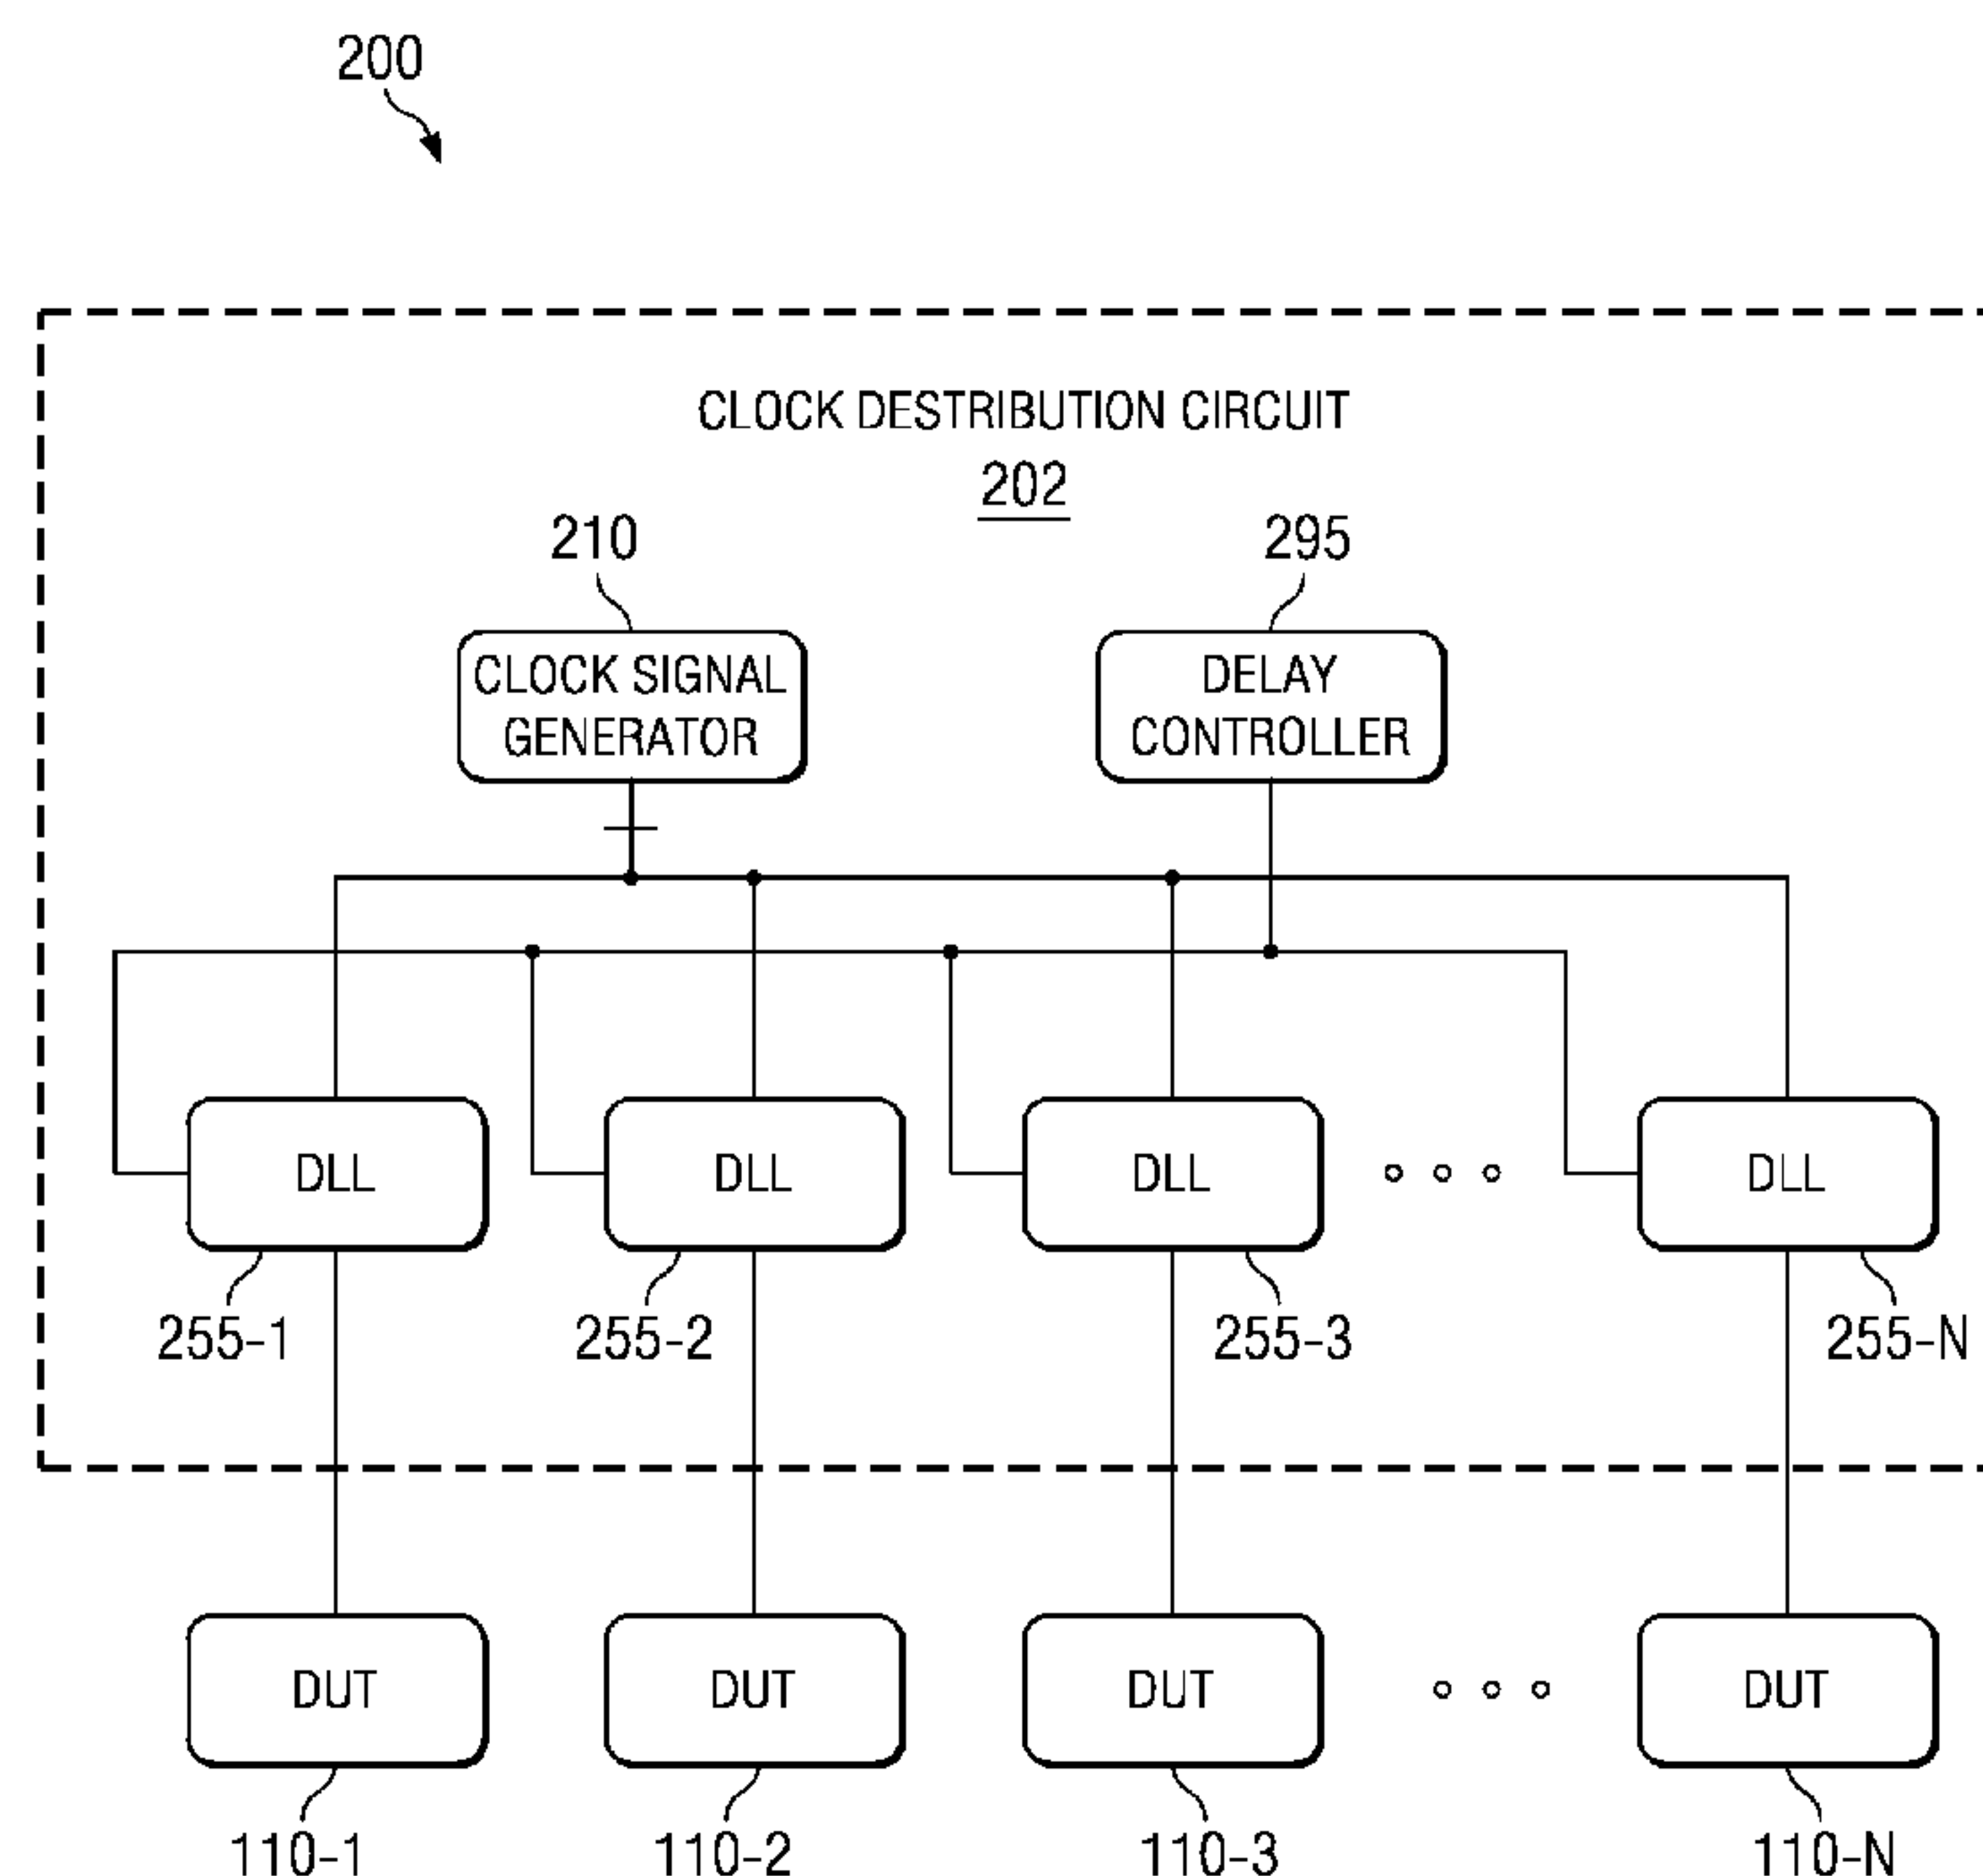 200
CLOCK DESTRIBUTION CIRCUIT
202
210
295
CLOCK SIGNAL
GENERATOR
DELAY
CONTROLLER
DLL
DLL
DLL
DLL
255-1
255-2
255-3
255-N
DUT
DUT
DUT
DUT
110-1
110-2
110-3
110-N